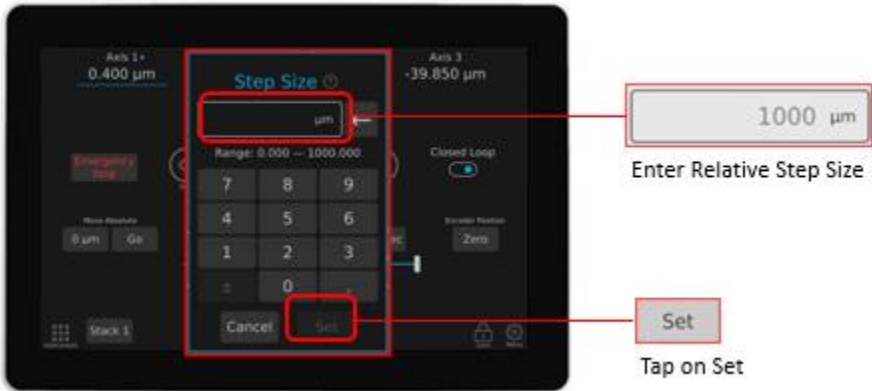 Axis 1+
0.400 µm
Step Size ?
Axis 3
-39.850 µm
µm
Range: 0.000 — 1000.000
Emergency
Stop
Closed Loop
7 8 9
4 5 6
1 2 3
± 0 .
Move Absolute
0 µm Go
Encoder Position
Zero
Stack 1
Cancel Set
1000 µm
Enter Relative Step Size
Set
Tap on Set